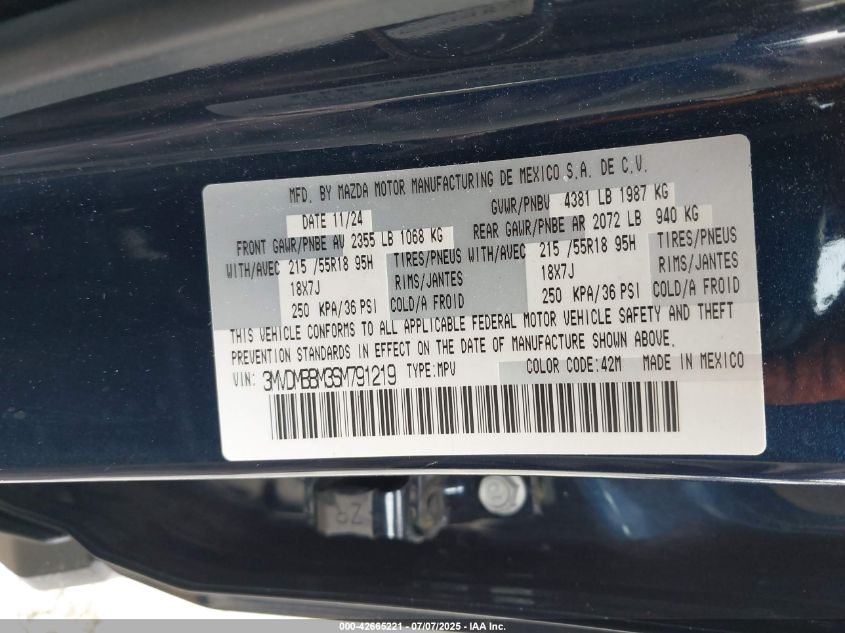 MFD. BY MAZDA MOTOR MANUFACTURING DE MEXICO S.A. DE C.V.
DATE 11/24 GVWR/PNBV 4381 LB 1987 KG
FRONT GAWR/PNBE AV 2355 LB 1068 KG REAR GAWR/PNBE AR 2072 LB 940 KG
WITH/AVEC 215 /55R18 95H TIRES/PNEUS WITH/AVEC 215 /55R18 95H TIRES/PNEUS
18X7J RIMS/JANTES 18X7J RIMS/JANTES
250 KPA/36 PSI COLD/A FROID 250 KPA/36 PSI COLD/A FROID
THIS VEHICLE CONFORMS TO ALL APPLICABLE FEDERAL MOTOR VEHICLE SAFETY AND THEFT
PREVENTION STANDARDS IN EFFECT ON THE DATE OF MANUFACTURE SHOWN ABOVE.
VIN: 3MVDMBBM3SM791219 TYPE:MPV COLOR CODE:42M MADE IN MEXICO
000-42665221 - 07/07/2025 - IAA Inc.